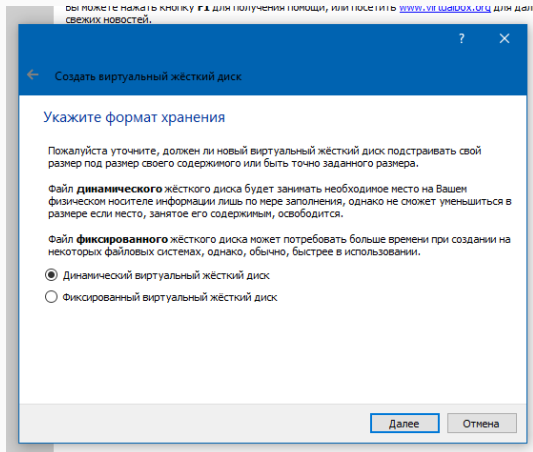 Вы можете нажать кнопку F1 для получения помощи, или посетить www.virtualbox.org для дал
свежих новостей.
?
Создать виртуальный жёсткий диск
Укажите формат хранения
Пожалуйста уточните, должен ли новый виртуальный жёсткий диск подстраивать свой
размер под размер своего содержимого или быть точно заданного размера.
Файл динамического жёсткого диска будет занимать необходимое место на Вашем
физическом носителе информации лишь по мере заполнения, однако не сможет уменьшиться в
размере если место, занятое его содержимым, освободится.
Файл фиксированного жёсткого диска может потребовать больше времени при создании на
некоторых файловых системах, однако, обычно, быстрее в использовании.
Динамический виртуальный жёсткий диск
Фиксированный виртуальный жёсткий диск
Далее Отмена